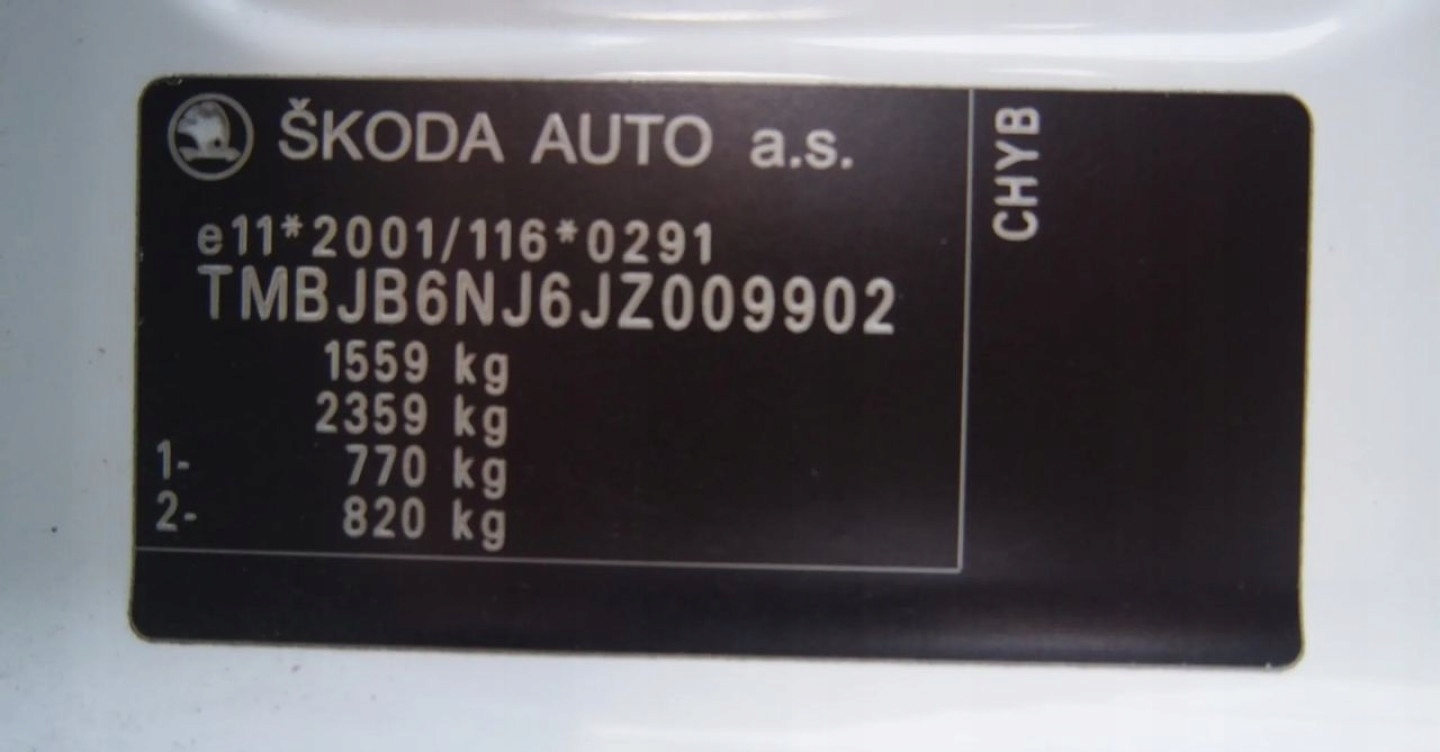 ŠKODA AUTO a.s.
e11*2001/116*0291
TMBJB6NJ6JZ009902
1559 kg
2359 kg
1- 770 kg
2- 820 kg
CHYB